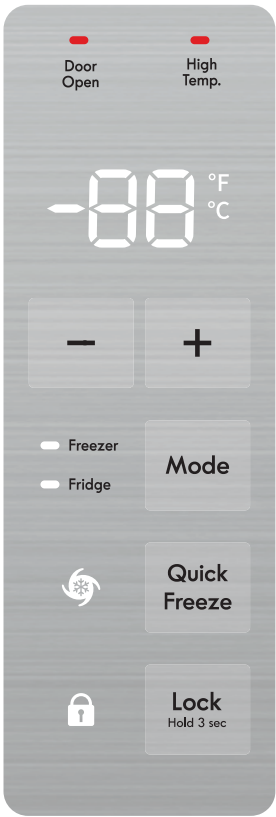 Door High
Open Temp.
-88 °F
°C
− +
Freezer
Fridge
Mode
Quick
Freeze
Lock
Hold 3 sec